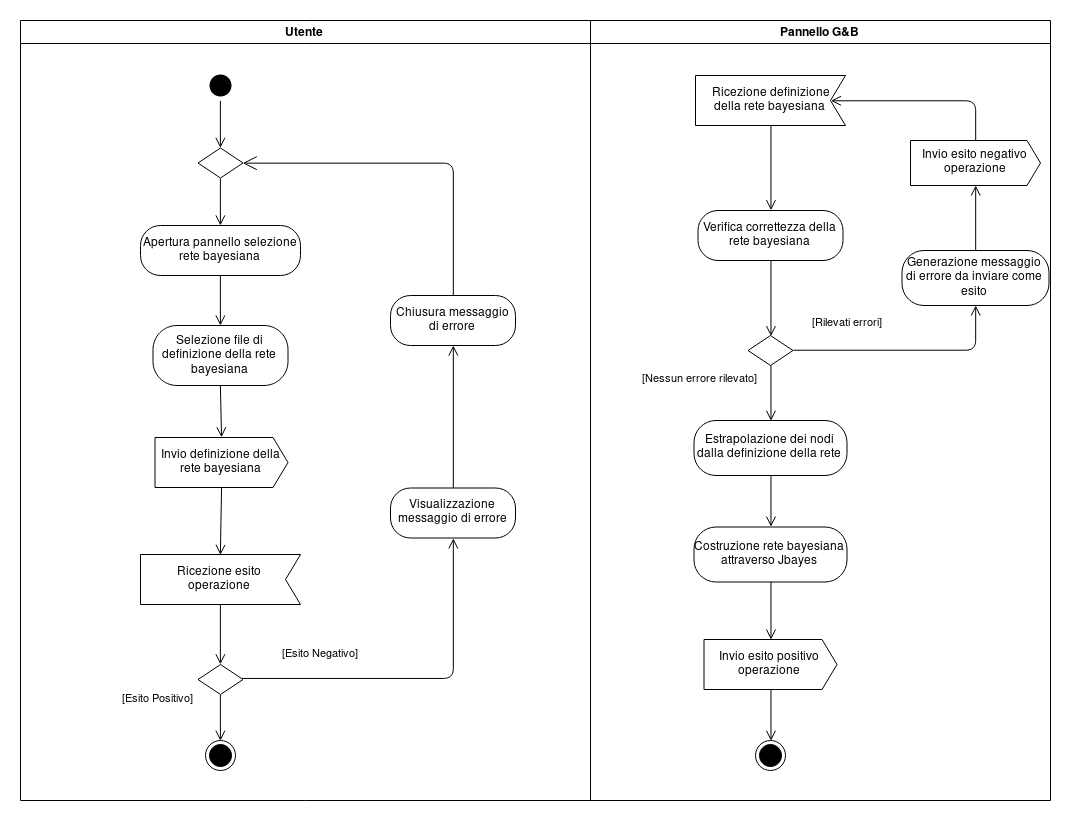 Utente
Apertura pannello selezione
rete bayesiana
Selezione file di
definizione della rete
bayesiana
Invio definizione della
rete bayesiana
Ricezione esito
operazione
[Esito Negativo]
[Esito Positivo]
Visualizzazione
messaggio di errore
Chiusura messaggio
di errore
Pannello G&B
Ricezione definizione
della rete bayesiana
Verifica correttezza della
rete bayesiana
[Rilevati errori]
[Nessun errore rilevato]
Generazione messaggio
di errore da inviare come
esito
Invio esito negativo
operazione
Estrapolazione dei nodi
dalla definizione della rete
Costruzione rete bayesiana
attraverso Jbayes
Invio esito positivo
operazione